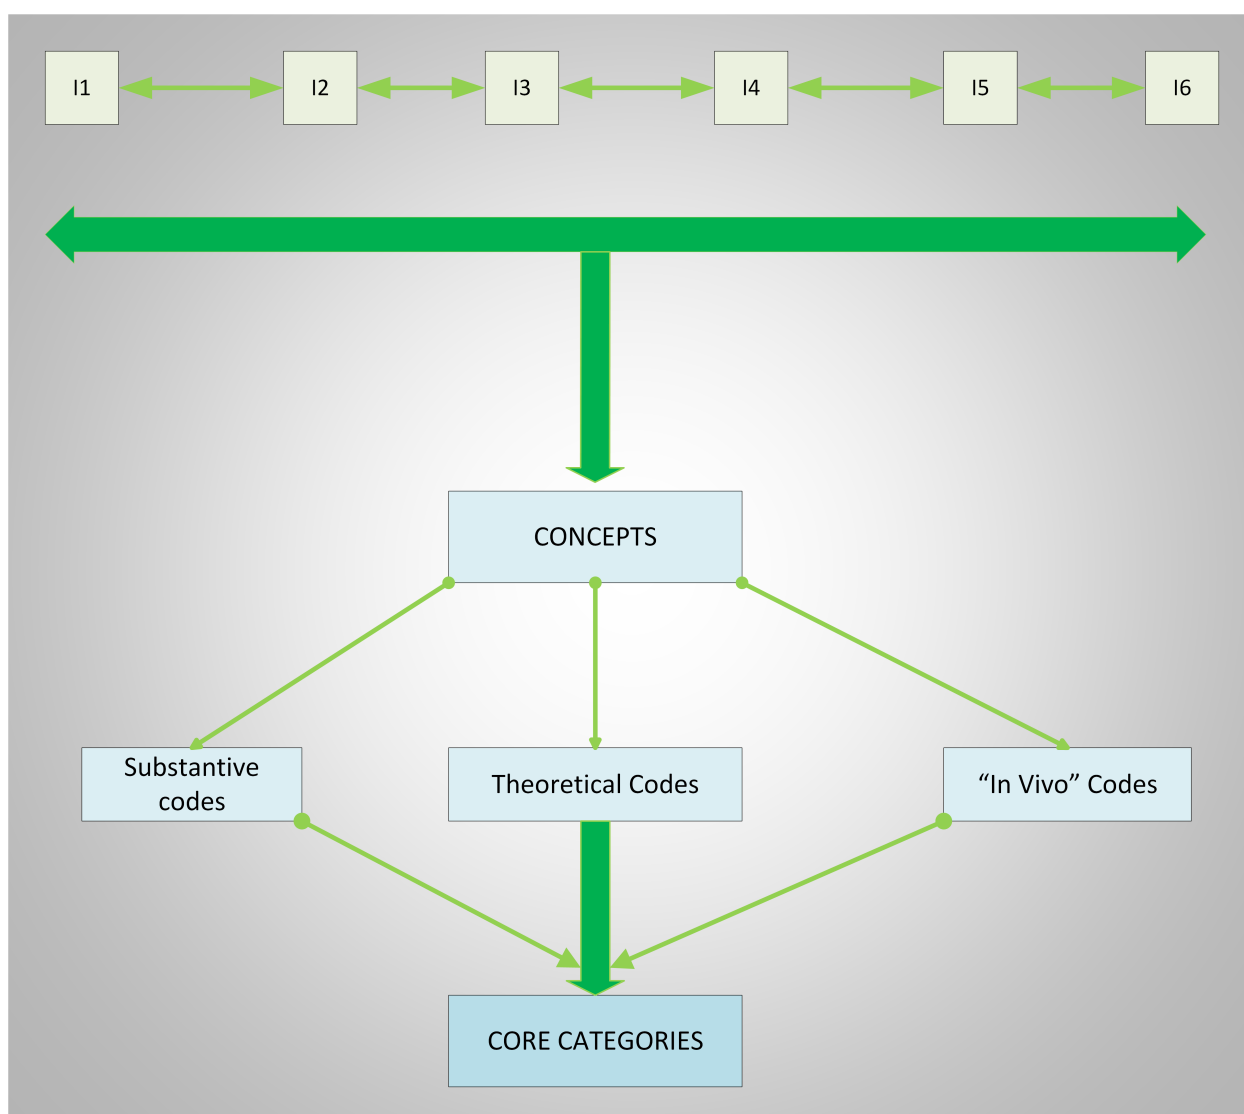 I1
I2
I3
I4
I5
I6
CONCEPTS
Substantive
codes
Theoretical Codes
“In Vivo” Codes
CORE CATEGORIES